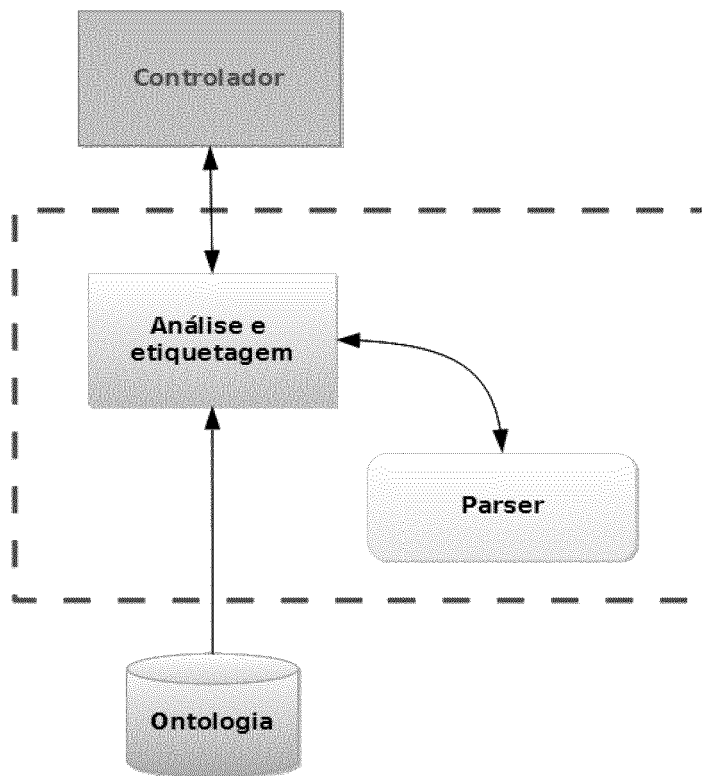 Controlador
Análise e
etiquetagem
Parser
Ontologia